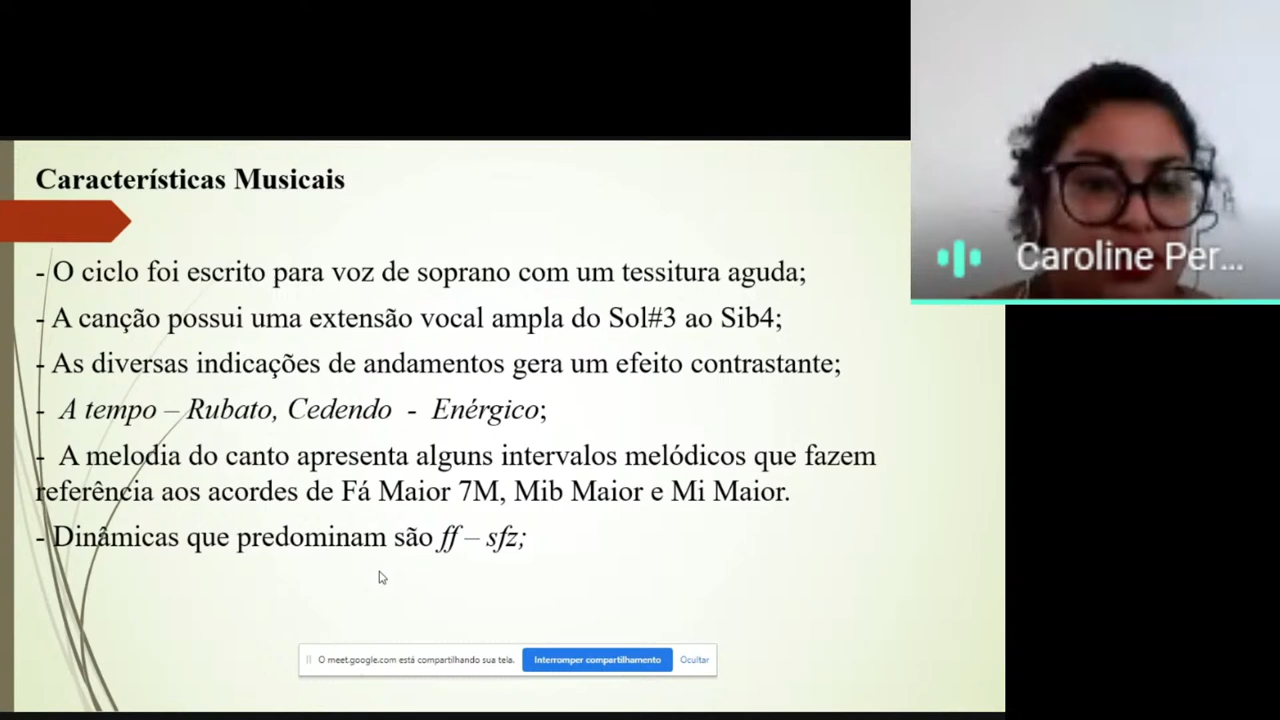 Características Musicais
Caroline Per...
- O ciclo foi escrito para voz de soprano com um tessitura aguda;
- A canção possui uma extensão vocal ampla do Sol#3 ao Sib4;
- As diversas indicações de andamentos gera um efeito contrastante;
- A tempo – Rubato, Cedendo - Enérgico;
- A melodia do canto apresenta alguns intervalos melódicos que fazem
referência aos acordes de Fá Maior 7M, Mib Maior e Mi Maior.
- Dinâmicas que predominam são ff – sfz;
O meet.google.com está compartilhando sua tela. Interromper compartilhamento Ocultar